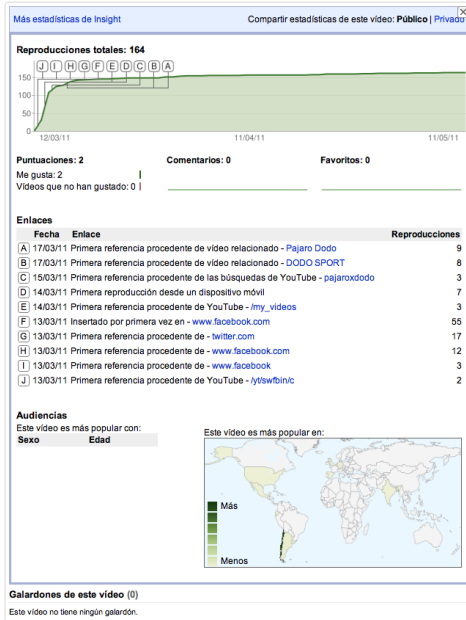 Más estadísticas de Insight
Compartir estadísticas de este vídeo: Público | Privado
Reproducciones totales: 164
J I H G F E D C B A
150
100
50
0
12/03/11 11/04/11 11/05/11
Puntuaciones: 2 Comentarios: 0 Favoritos: 0
Me gusta: 2
Vídeos que no han gustado: 0
Enlaces
Fecha Enlace Reproducciones
A 17/03/11 Primera referencia procedente de vídeo relacionado - Pajaro Dodo 9
B 17/03/11 Primera referencia procedente de vídeo relacionado - DODO SPORT 8
C 15/03/11 Primera referencia procedente de las búsquedas de YouTube - pajaroxdodo 3
D 14/03/11 Primera reproducción desde un dispositivo móvil 7
E 14/03/11 Primera referencia procedente de YouTube - /my_videos 3
F 13/03/11 Insertado por primera vez en - www.facebook.com 55
G 13/03/11 Primera referencia procedente de - twitter.com 17
H 13/03/11 Primera referencia procedente de - www.facebook.com 12
I 13/03/11 Primera referencia procedente de - www.facebook 3
J 13/03/11 Primera referencia procedente de YouTube - /yt/swfbin/c 2
Audiencias
Este vídeo es más popular con:
Sexo Edad
Este vídeo es más popular en:
Más
Menos
Galardones de este vídeo (0)
Este vídeo no tiene ningún galardón.